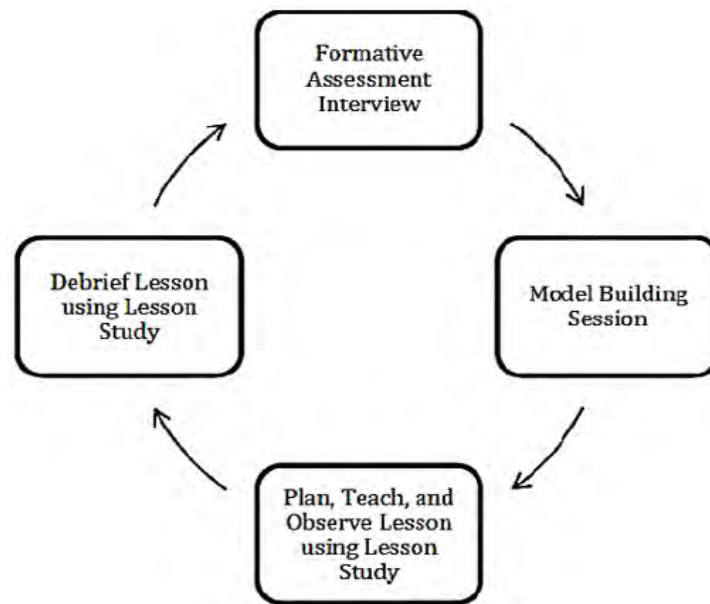 Formative
Assessment
Interview
Debrief Lesson
using Lesson
Study
Model Building
Session
Plan, Teach, and
Observe Lesson
using Lesson
Study